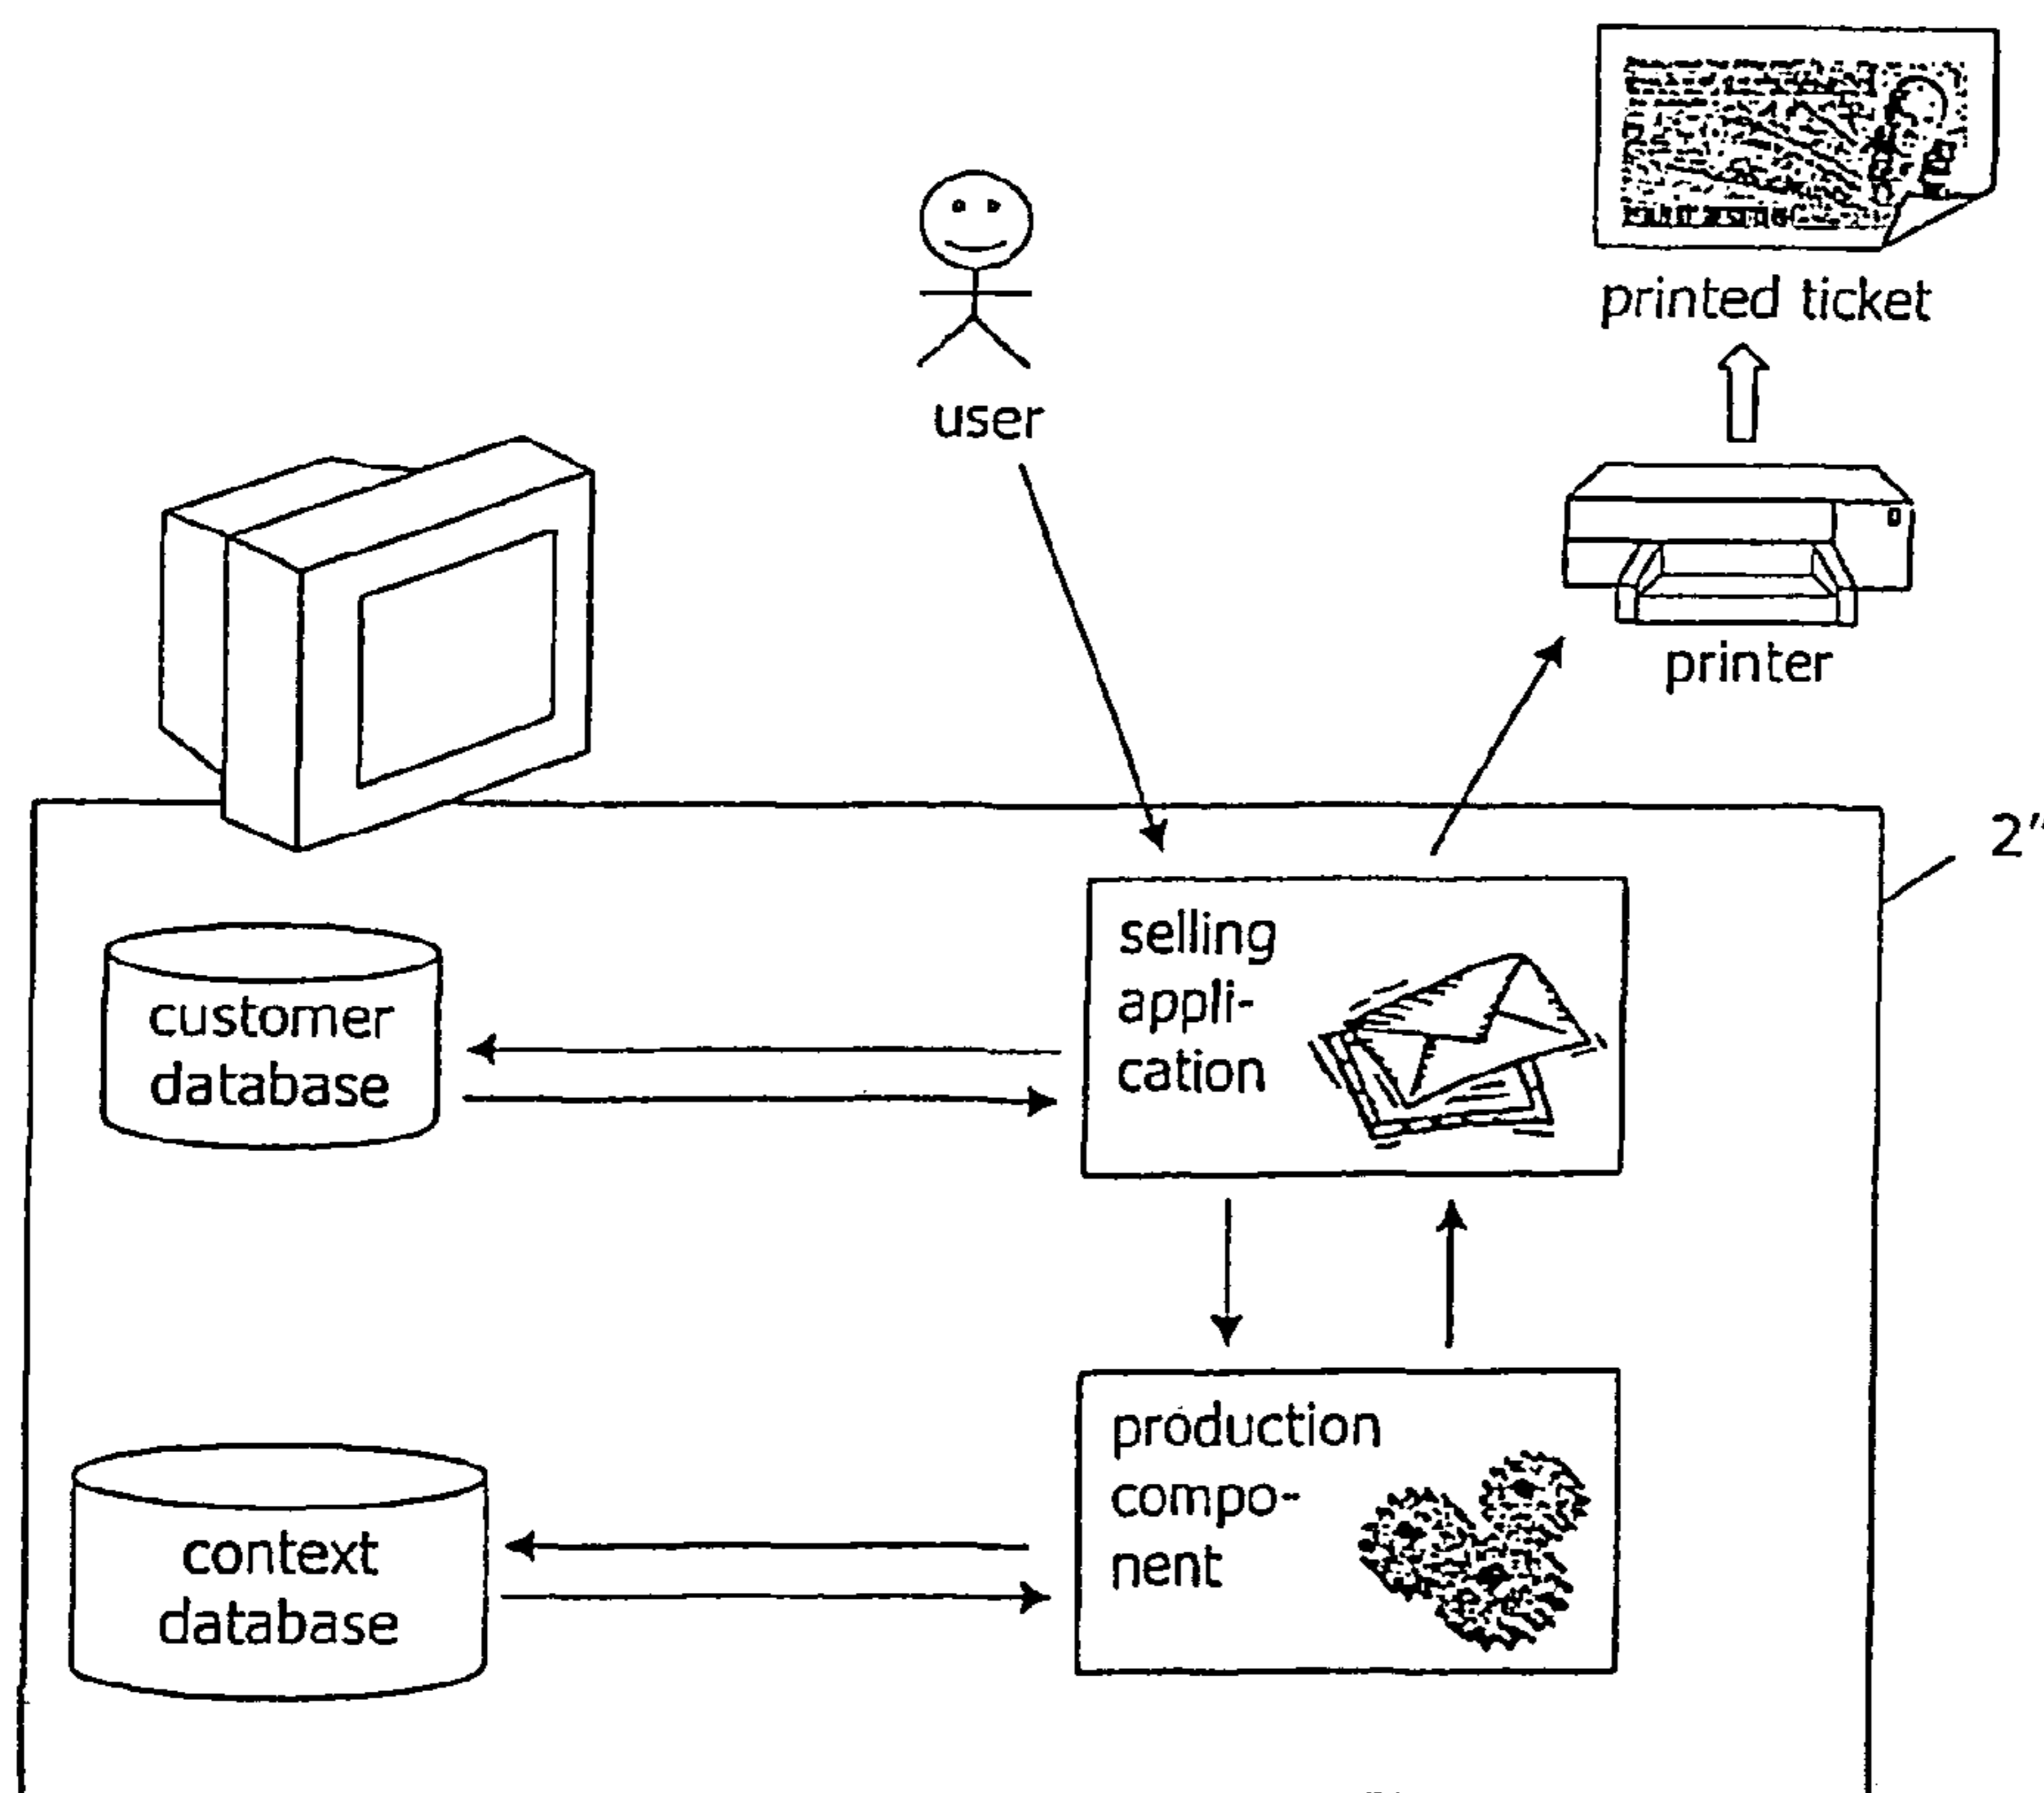 printed ticket
user
printer
2"
selling
appli-
cation
customer
database
production
compo-
nent
context
database